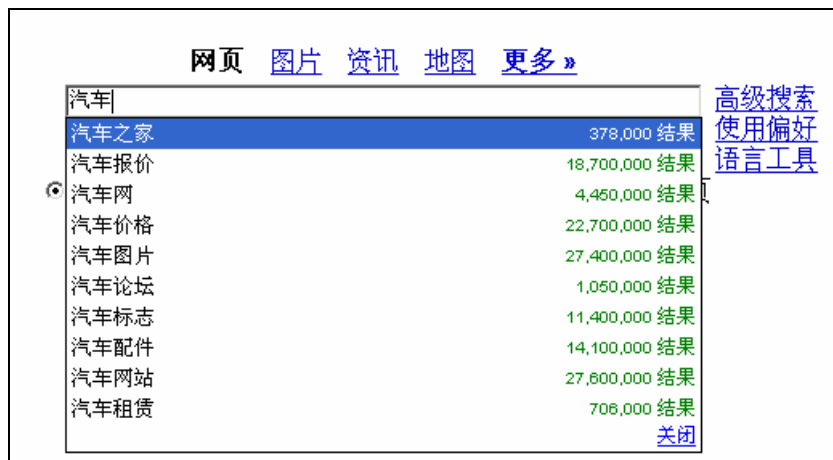 网页 图片 资讯 地图 更多 »
汽车 高级搜索
汽车之家 378,000 结果 使用偏好
汽车报价 18,700,000 结果 语言工具
汽车网 4,450,000 结果
汽车价格 22,700,000 结果
汽车图片 27,400,000 结果
汽车论坛 1,050,000 结果
汽车标志 11,400,000 结果
汽车配件 14,100,000 结果
汽车网站 27,600,000 结果
汽车租赁 706,000 结果
关闭